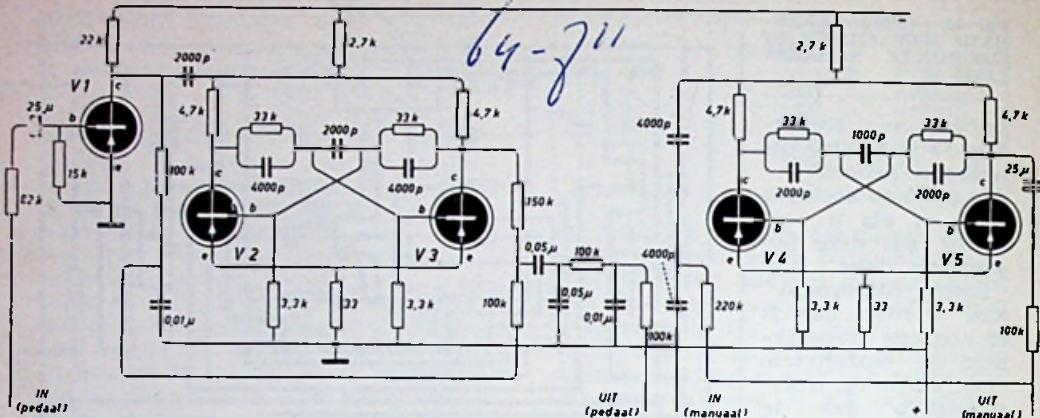 64-711
22 k
2,7 k
2,7 k
2000 p
V1
c
25 µ
b
e
15 k
82 k
100 k
4,7 k
33 k
2000 p
33 k
4,7 k
4000 p
4000 p
c
b
e
V 2
c
b
e
V 3
3,3 k
33
3,3 k
0,01 µ
150 k
0,05 µ
100 k
100 k
0,05 µ
0,01 µ
100 k
4000 p
4000 p
220 k
4,7 k
33 k
1000 p
33 k
4,7 k
2000 p
2000 p
25 µ
c
b
e
V 4
c
b
e
V 5
3,3 k
33
3,3 k
100 k
-
+
IN
(pedaal)
UIT
(pedaal)
IN
(manuaal)
UIT
(manuaal)